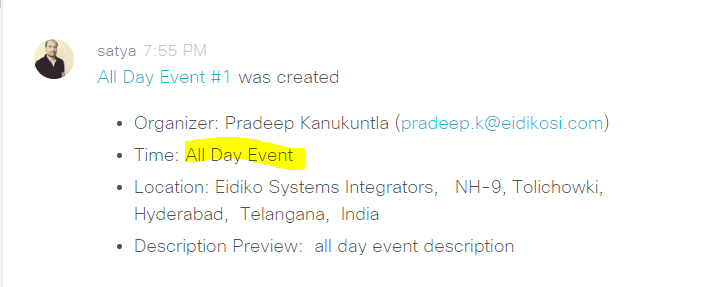 satya 7:55 PM
All Day Event #1 was created
• Organizer: Pradeep Kanukuntla (pradeep.k@eidikosi.com)
• Time: All Day Event
• Location: Eidiko Systems Integrators, NH-9, Tolichowki,
Hyderabad, Telangana, India
• Description Preview: all day event description